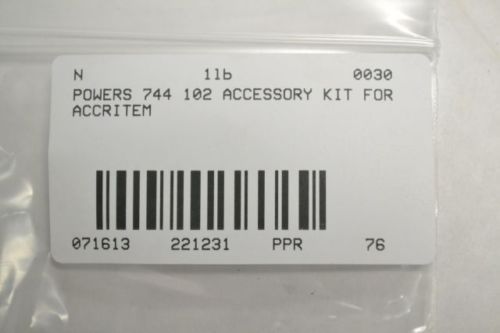 N 1lb 0030
POWERS 744 102 ACCESSORY KIT FOR
ACCRITEM
071613 221231 PPR 76